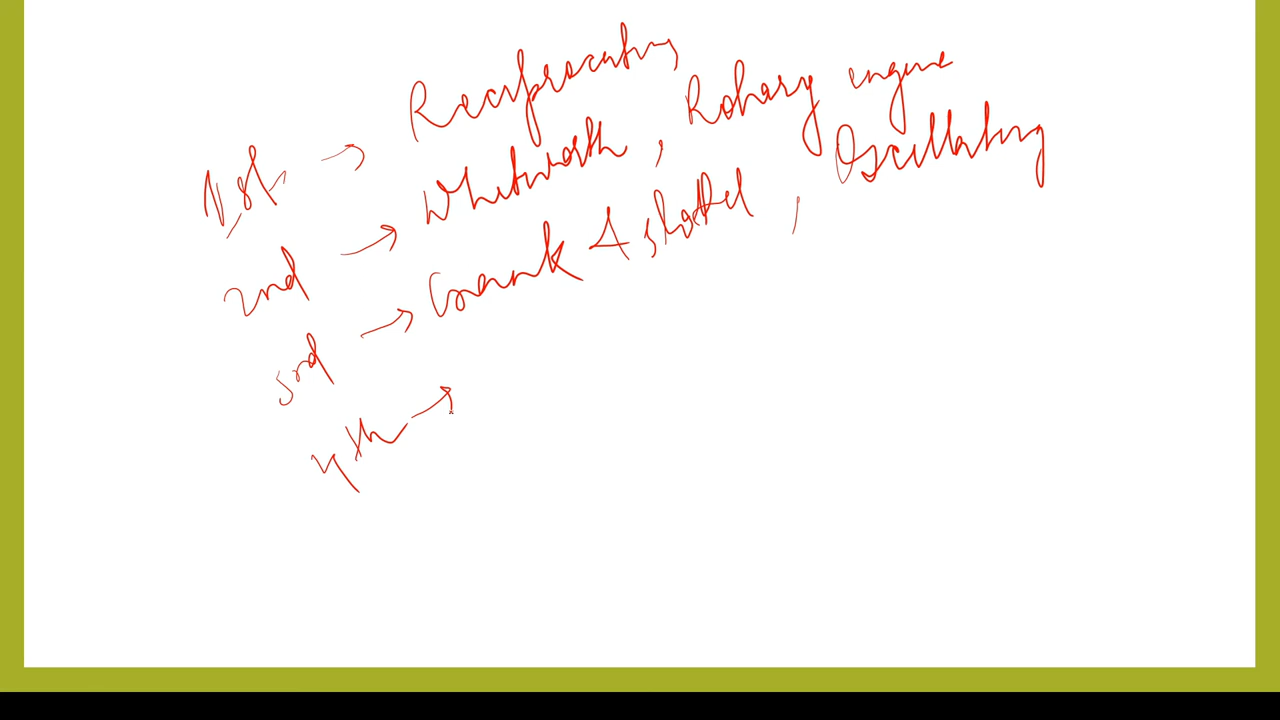 1st → Reciprocating
2nd → Whitworth, Rotary engine
3rd → Crank & slotted, Oscillating
4th →